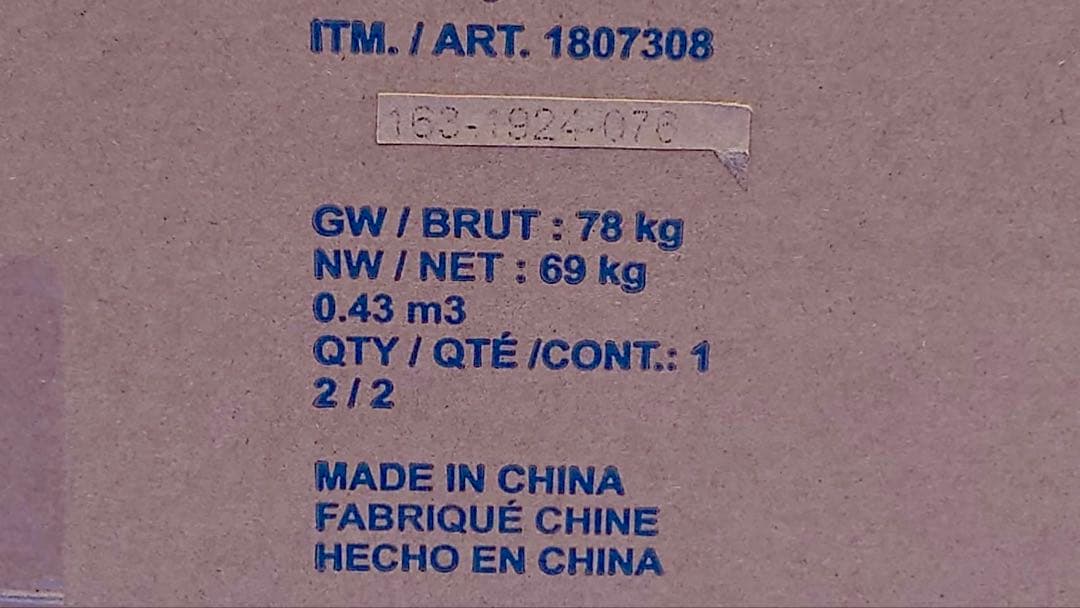 ITM. / ART. 1807308
163-1924-076
GW / BRUT : 78 kg
NW / NET : 69 kg
0.43 m3
QTY / QTÉ /CONT.: 1
2 / 2
MADE IN CHINA
FABRIQUÉ CHINE
HECHO EN CHINA